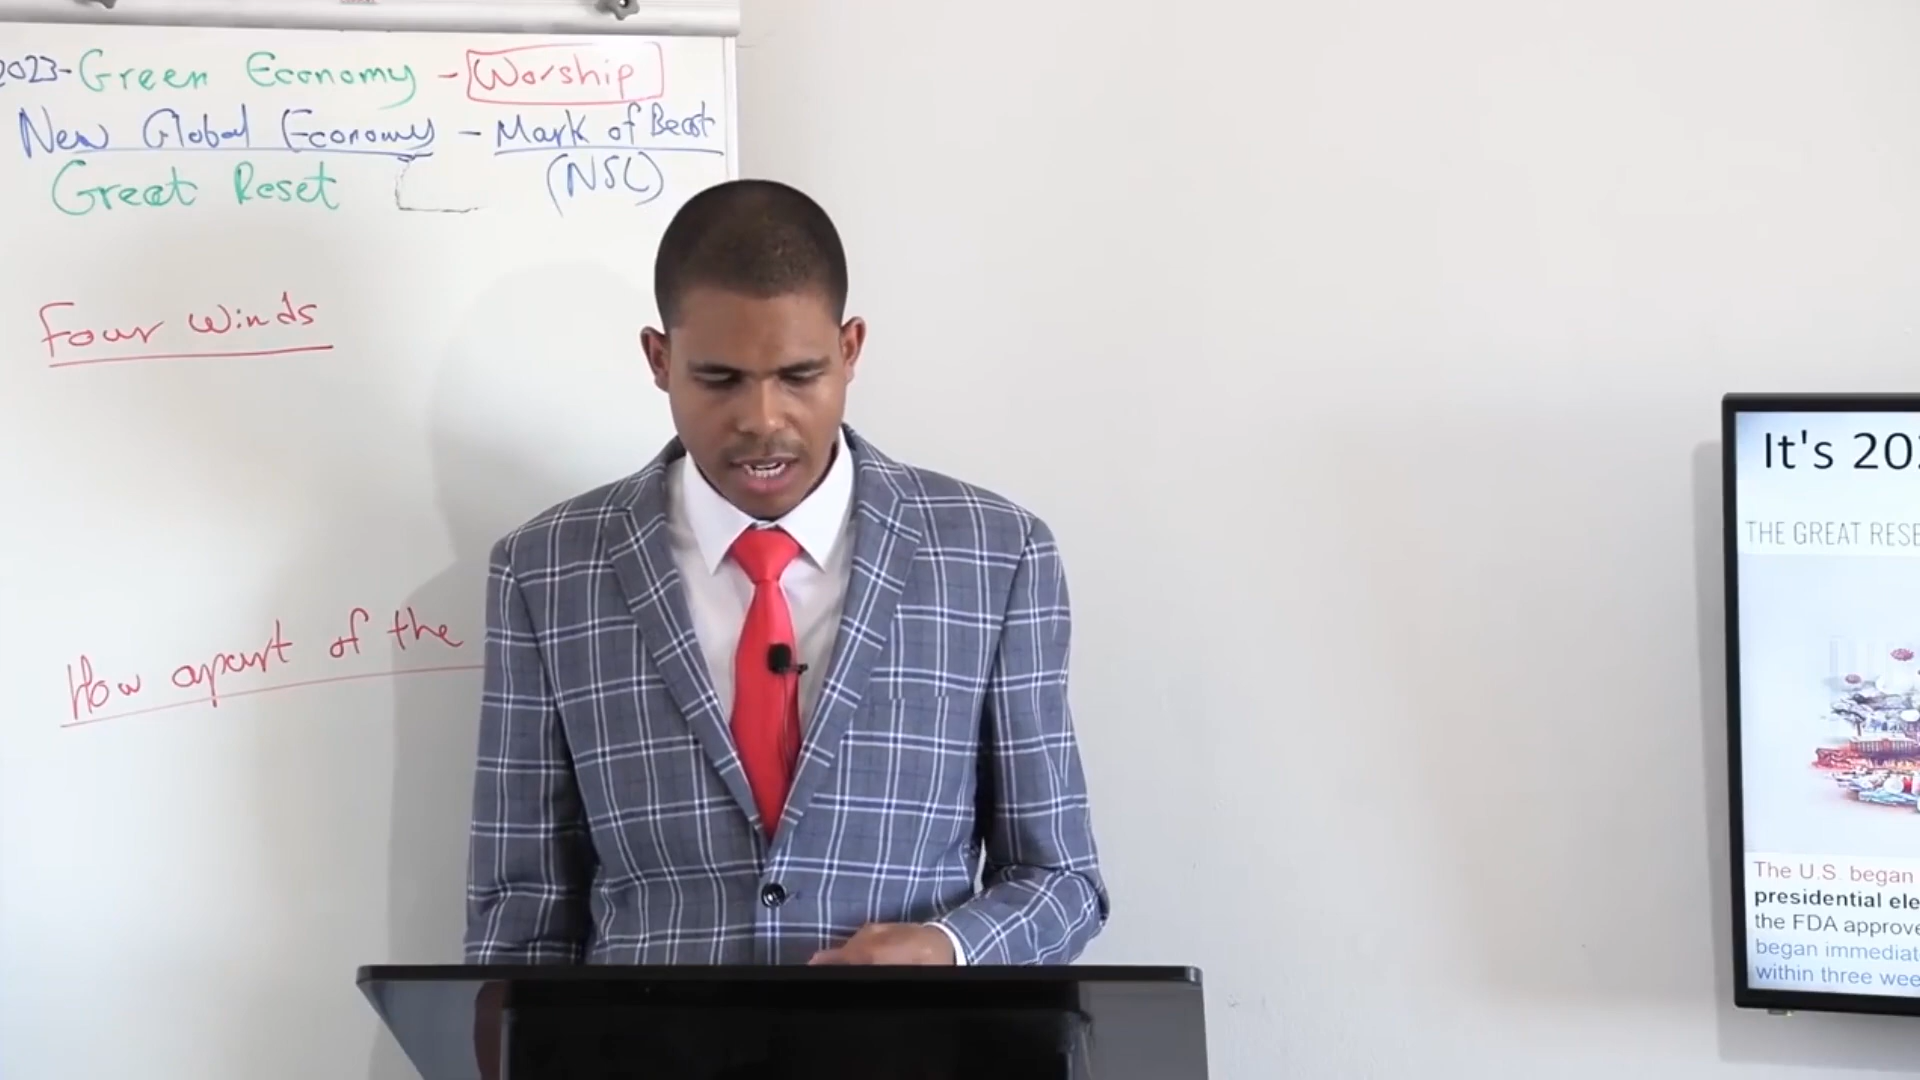 2023-Green Economy - Worship
New Global Economy - Mark of Beast
Great Reset (NSL)
Four Winds
How apart of the
It's 20
THE GREAT RESE
The U.S. began
presidential ele
the FDA approve
began immediat
within three wee